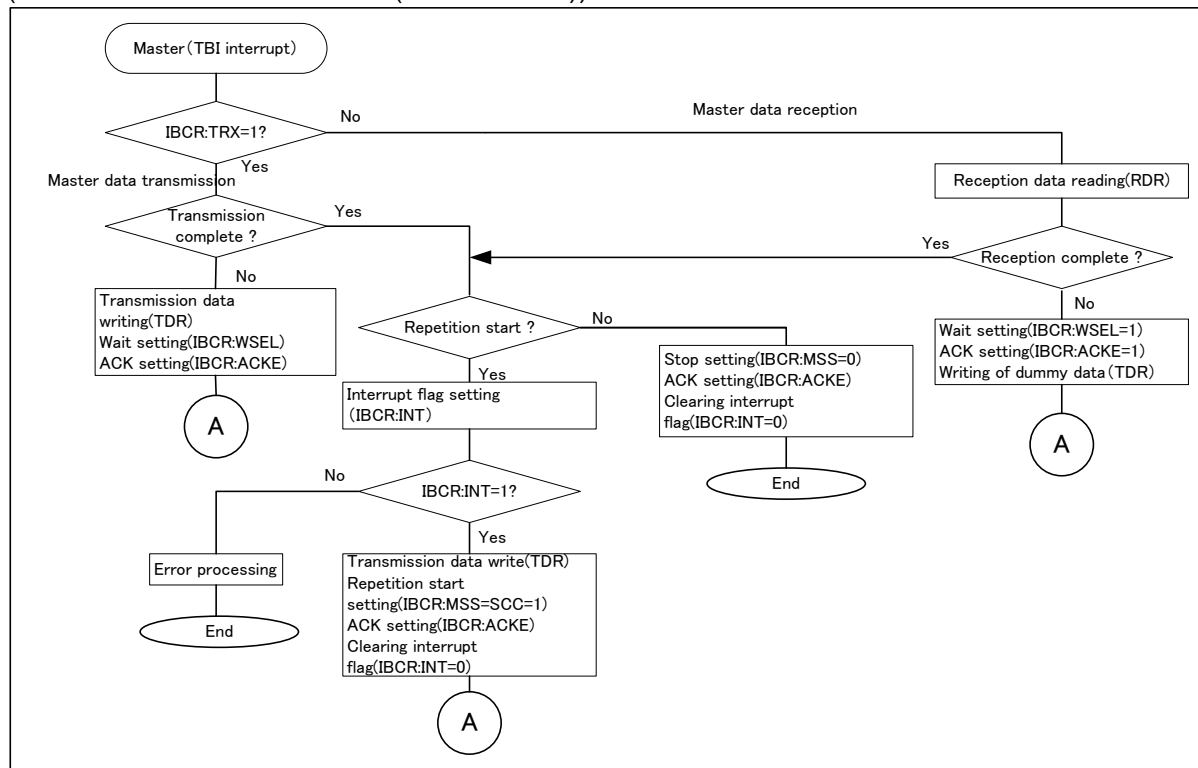 Master(TBI interrupt)
IBCR:TRX=1?
No
Master data reception
Yes
Master data transmission
Reception data reading(RDR)
Transmission
complete ?
Yes
Yes
Reception complete ?
No
No
Transmission data
writing(TDR)
Wait setting(IBCR:WSEL)
ACK setting(IBCR:ACKE)
Repetition start ?
No
Wait setting(IBCR:WSEL=1)
ACK setting(IBCR:ACKE=1)
Writing of dummy data(TDR)
Stop setting(IBCR:MSS=0)
ACK setting(IBCR:ACKE)
Clearing interrupt
flag(IBCR:INT=0)
Yes
Interrupt flag setting
(IBCR:INT)
A
A
No
IBCR:INT=1?
End
Yes
Error processing
Transmission data write(TDR)
Repetition start
setting(IBCR:MSS=SCC=1)
ACK setting(IBCR:ACKE)
Clearing interrupt
flag(IBCR:INT=0)
End
A